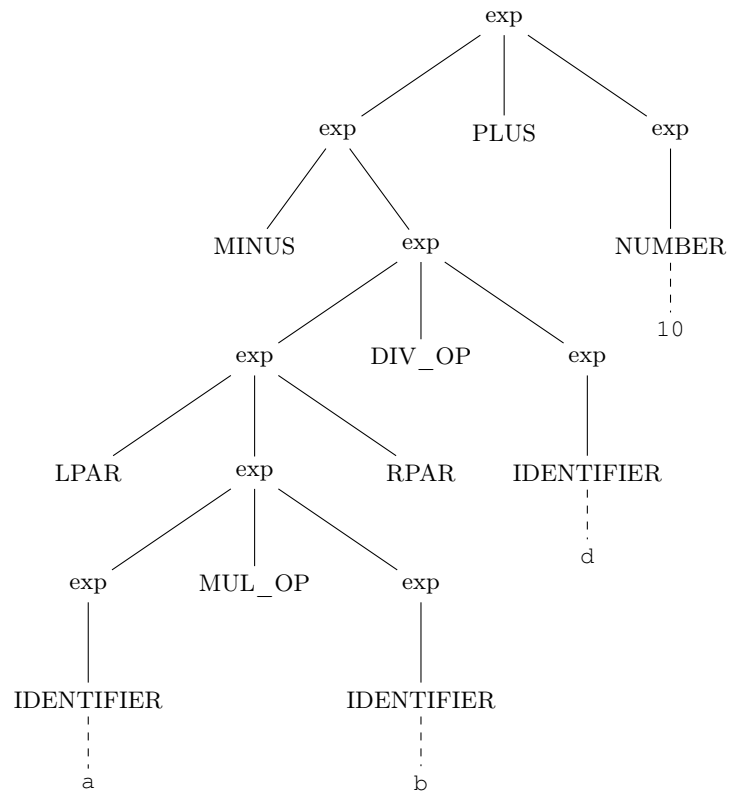 exp
exp PLUS exp
MINUS exp NUMBER
10
exp DIV_OP exp
LPAR exp RPAR IDENTIFIER
d
exp MUL_OP exp
IDENTIFIER IDENTIFIER
a b